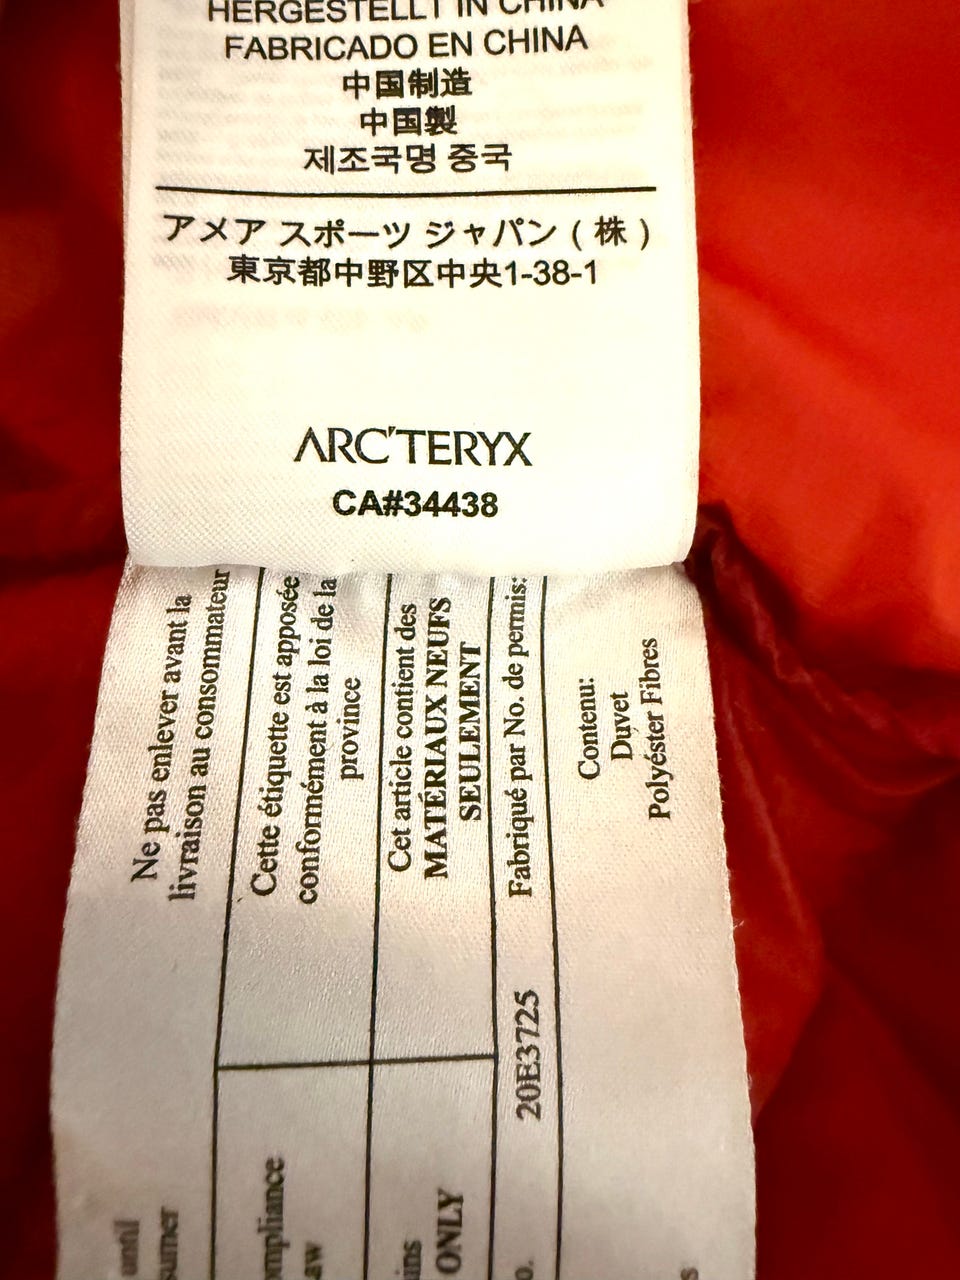 HERGESTELLT IN CHINA
FABRICADO EN CHINA
中国制造
中国製
제조국명 중국
アメア スポーツ ジャパン ( 株 )
東京都中野区中央1-38-1
ARC'TERYX
CA#34438
Ne pas enlever avant la
livraison au consommateur
Cette étiquette est apposée
conformément à la loi de la
province
Cet article contient des
MATÉRIAUX NEUFS
SEULEMENT
Fabriqué par No. de permis:
20E3725
Contenu:
Duvet
Polyéster Fibres
until
ONLY